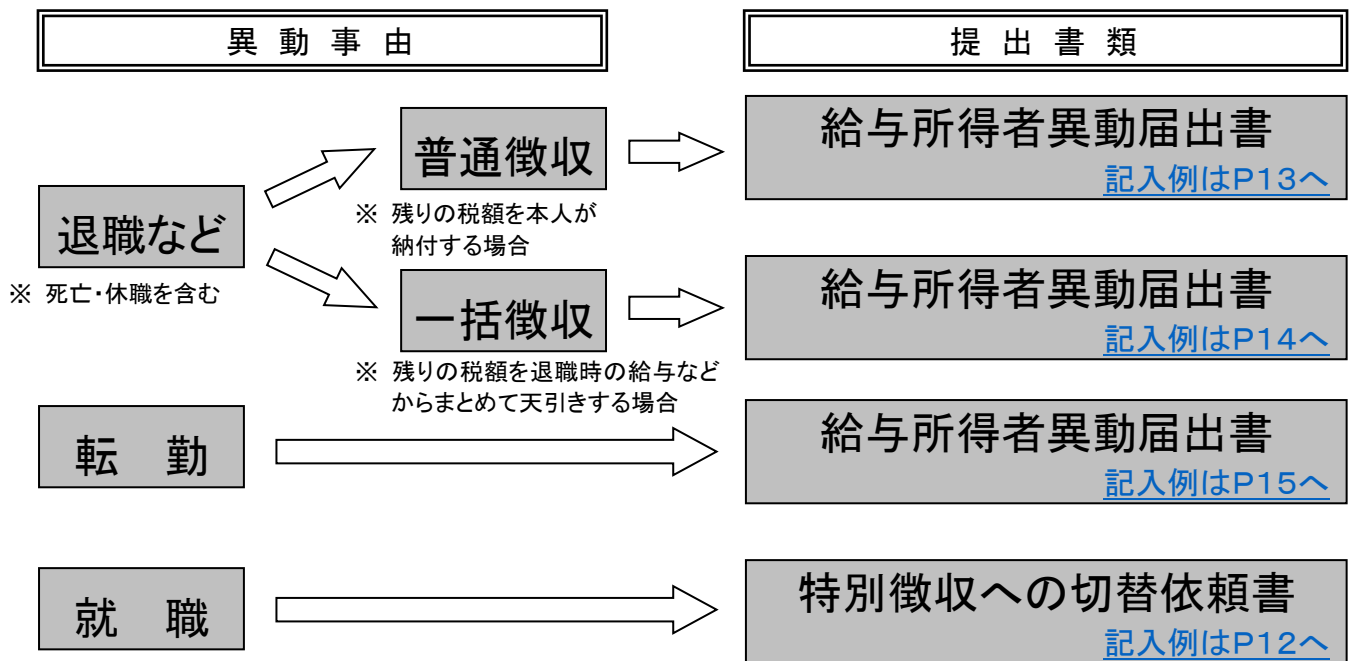 異動事由
提出書類
退職など
※ 死亡・休職を含む
普通徴収
※ 残りの税額を本人が
納付する場合
給与所得者異動届出書
記入例はP13へ
一括徴収
※ 残りの税額を退職時の給与など
からまとめて天引きする場合
給与所得者異動届出書
記入例はP14へ
転　勤
給与所得者異動届出書
記入例はP15へ
就　職
特別徴収への切替依頼書
記入例はP12へ